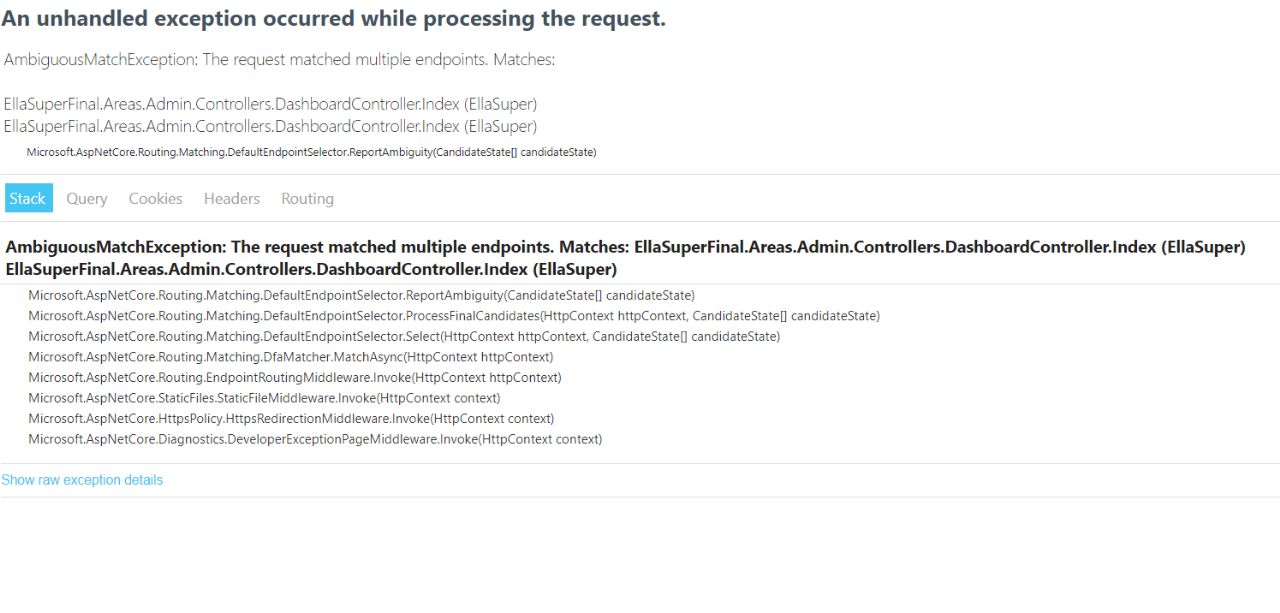 An unhandled exception occurred while processing the request.
AmbiguousMatchException: The request matched multiple endpoints. Matches:
EllaSuperFinal.Areas.Admin.Controllers.DashboardController.Index (EllaSuper)
EllaSuperFinal.Areas.Admin.Controllers.DashboardController.Index (EllaSuper)
Microsoft.AspNetCore.Routing.Matching.DefaultEndpointSelector.ReportAmbiguity(CandidateState[] candidateState)
Stack Query Cookies Headers Routing
AmbiguousMatchException: The request matched multiple endpoints. Matches: EllaSuperFinal.Areas.Admin.Controllers.DashboardController.Index (EllaSuper)
EllaSuperFinal.Areas.Admin.Controllers.DashboardController.Index (EllaSuper)
Microsoft.AspNetCore.Routing.Matching.DefaultEndpointSelector.ReportAmbiguity(CandidateState[] candidateState)
Microsoft.AspNetCore.Routing.Matching.DefaultEndpointSelector.ProcessFinalCandidates(HttpContext httpContext, CandidateState[] candidateState)
Microsoft.AspNetCore.Routing.Matching.DefaultEndpointSelector.Select(HttpContext httpContext, CandidateState[] candidateState)
Microsoft.AspNetCore.Routing.Matching.DfaMatcher.MatchAsync(HttpContext httpContext)
Microsoft.AspNetCore.Routing.EndpointRoutingMiddleware.Invoke(HttpContext httpContext)
Microsoft.AspNetCore.StaticFiles.StaticFileMiddleware.Invoke(HttpContext context)
Microsoft.AspNetCore.HttpsPolicy.HttpsRedirectionMiddleware.Invoke(HttpContext context)
Microsoft.AspNetCore.Diagnostics.DeveloperExceptionPageMiddleware.Invoke(HttpContext context)
Show raw exception details